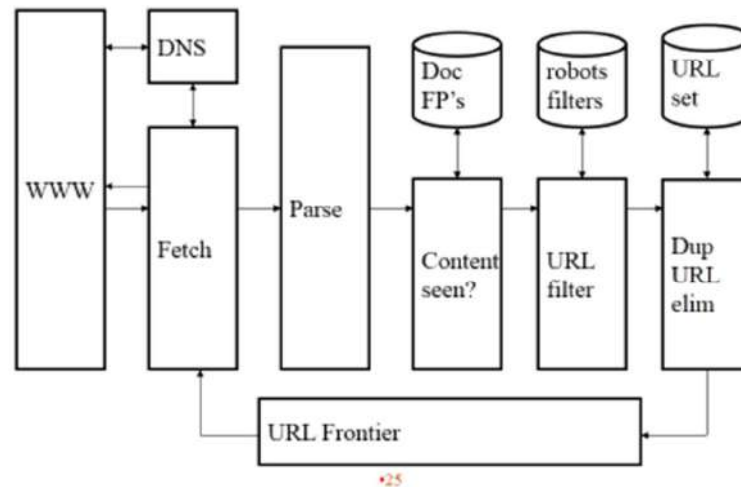 DNS
Doc
FP's
robots
filters
URL
set
WWW
Fetch
Parse
Content
seen?
URL
filter
Dup
URL
elim
URL Frontier
•25